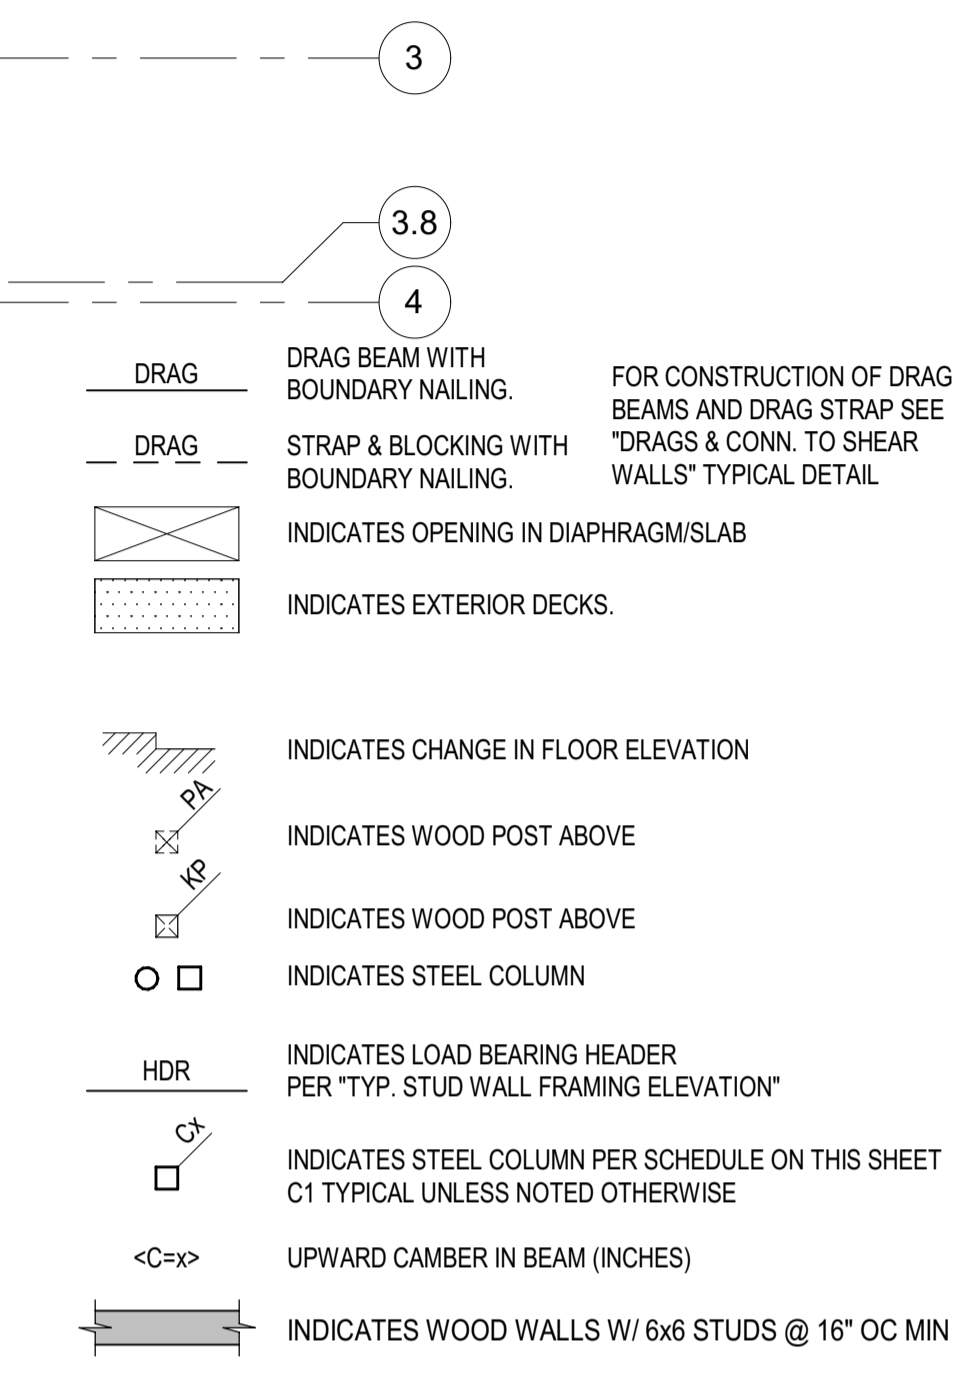 3
3.8
4
DRAG
DRAG BEAM WITH
BOUNDARY NAILING.
DRAG
STRAP & BLOCKING WITH
BOUNDARY NAILING.
FOR CONSTRUCTION OF DRAG
BEAMS AND DRAG STRAP SEE
"DRAGS & CONN. TO SHEAR
WALLS" TYPICAL DETAIL
INDICATES OPENING IN DIAPHRAGM/SLAB
INDICATES EXTERIOR DECKS.
INDICATES CHANGE IN FLOOR ELEVATION
PA
INDICATES WOOD POST ABOVE
KP
INDICATES WOOD POST ABOVE
INDICATES STEEL COLUMN
HDR
INDICATES LOAD BEARING HEADER
PER "TYP. STUD WALL FRAMING ELEVATION"
Cx
INDICATES STEEL COLUMN PER SCHEDULE ON THIS SHEET
C1 TYPICAL UNLESS NOTED OTHERWISE
<C=x>
UPWARD CAMBER IN BEAM (INCHES)
INDICATES WOOD WALLS W/ 6x6 STUDS @ 16" OC MIN